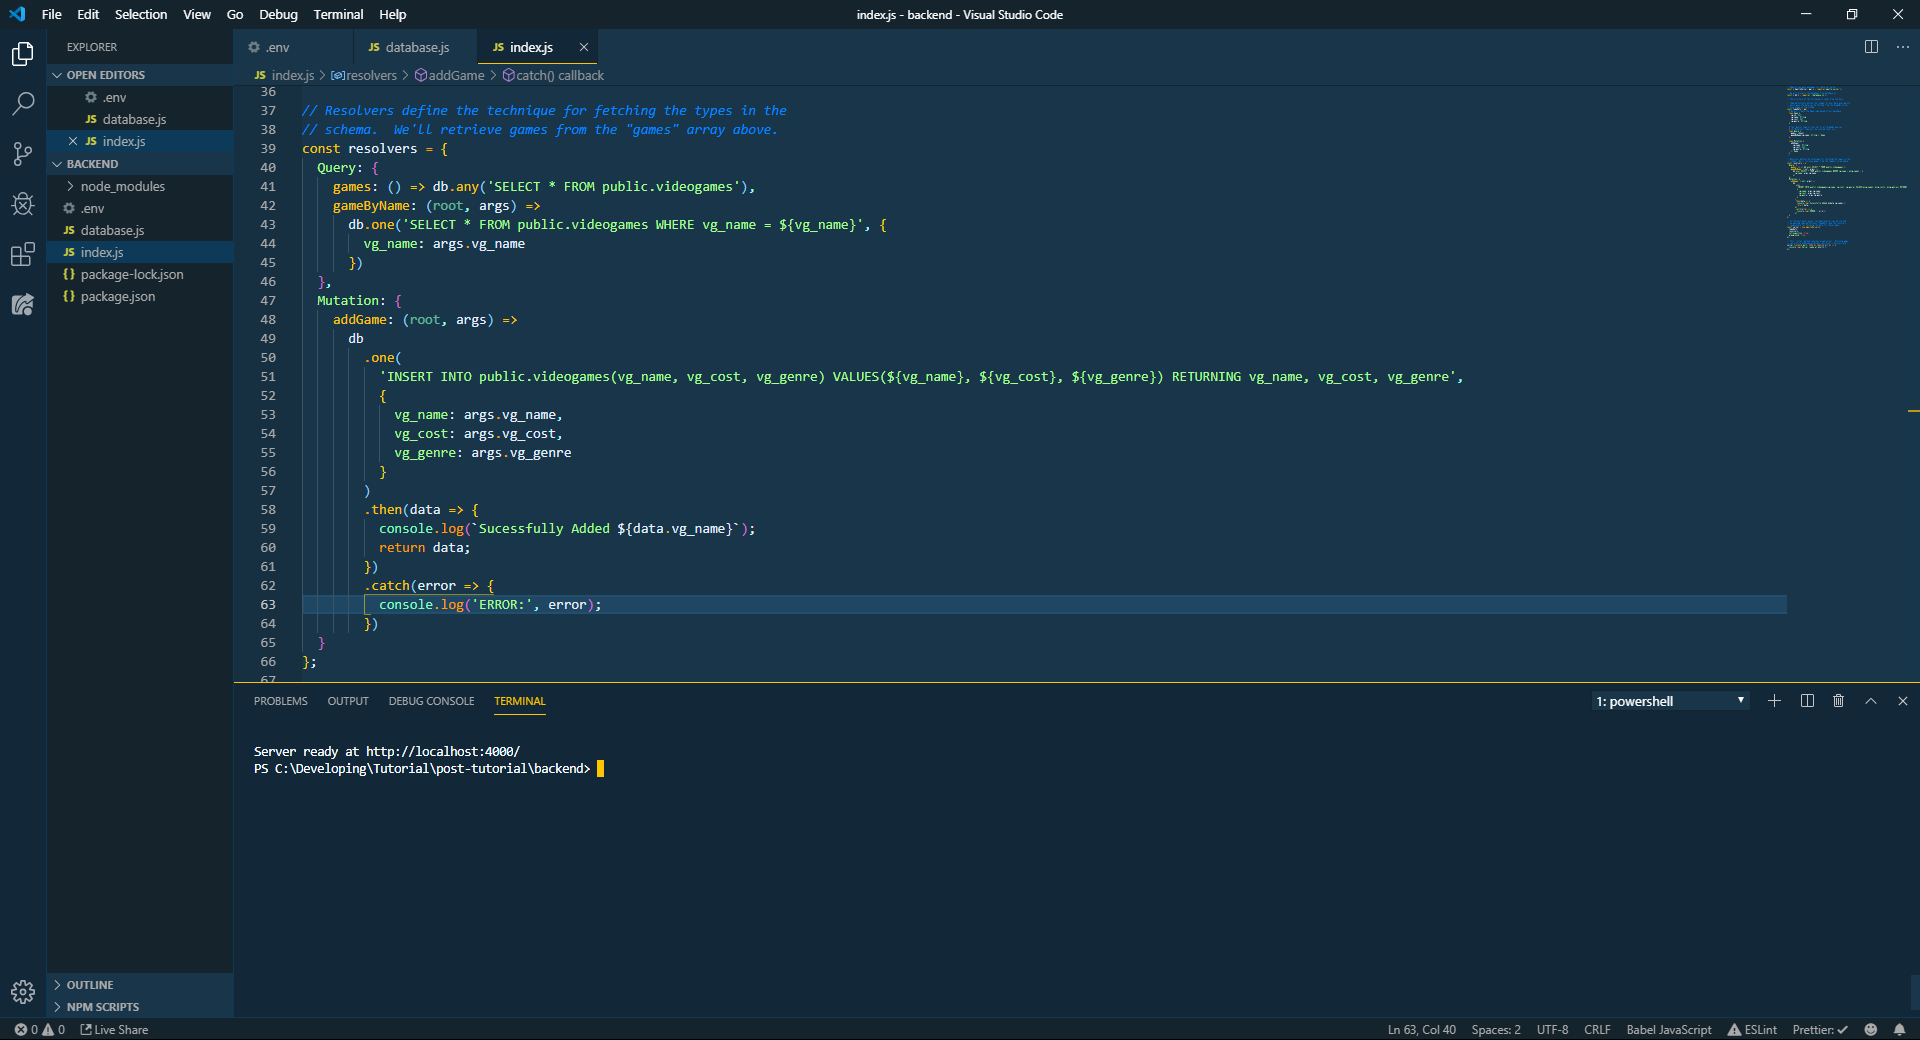 File Edit Selection View Go Debug Terminal Help
index.js - backend - Visual Studio Code
EXPLORER
OPEN EDITORS
.env
JS database.js
JS index.js
BACKEND
node_modules
.env
JS database.js
JS index.js
{} package-lock.json
{} package.json
OUTLINE
NPM SCRIPTS
.env
JS database.js
JS index.js
JS index.js > resolvers > addGame > catch() callback
36
37 // Resolvers define the technique for fetching the types in the
38 // schema.  We'll retrieve games from the "games" array above.
39 const resolvers = {
40   Query: {
41     games: () => db.any('SELECT * FROM public.videogames'),
42     gameByName: (root, args) =>
43       db.one('SELECT * FROM public.videogames WHERE vg_name = ${vg_name}', {
44         vg_name: args.vg_name
45       })
46   },
47   Mutation: {
48     addGame: (root, args) =>
49       db
50         .one(
51           'INSERT INTO public.videogames(vg_name, vg_cost, vg_genre) VALUES(${vg_name}, ${vg_cost}, ${vg_genre}) RETURNING vg_name, vg_cost, vg_genre',
52           {
53             vg_name: args.vg_name,
54             vg_cost: args.vg_cost,
55             vg_genre: args.vg_genre
56           }
57         )
58         .then(data => {
59           console.log(`Sucessfully Added ${data.vg_name}`);
60           return data;
61         })
62         .catch(error => {
63           console.log('ERROR:', error);
64         })
65   }
66 };
67
PROBLEMS OUTPUT DEBUG CONSOLE TERMINAL
1: powershell
Server ready at http://localhost:4000/
PS C:\Developing\Tutorial\post-tutorial\backend>
0 0 Live Share
Ln 63, Col 40 Spaces: 2 UTF-8 CRLF Babel JavaScript ESLint Prettier: ✓